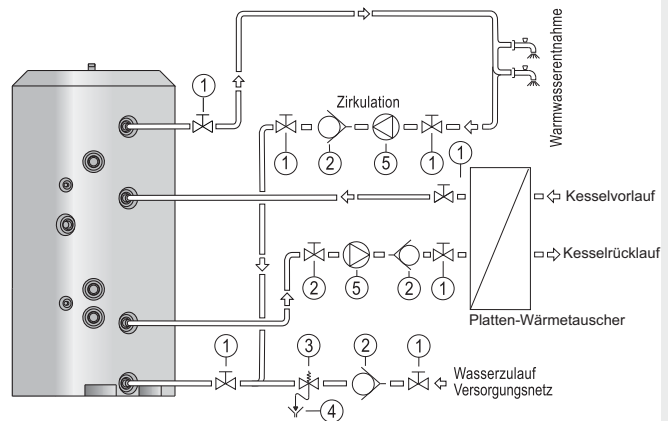 1
Zirkulation
Warmwasserentnahme
1
2
5
1
1
Kesselvorlauf
Kesselrücklauf
2
5
2
1
Platten-Wärmetauscher
1
3
2
1
Wasserzulauf
Versorgungsnetz
4